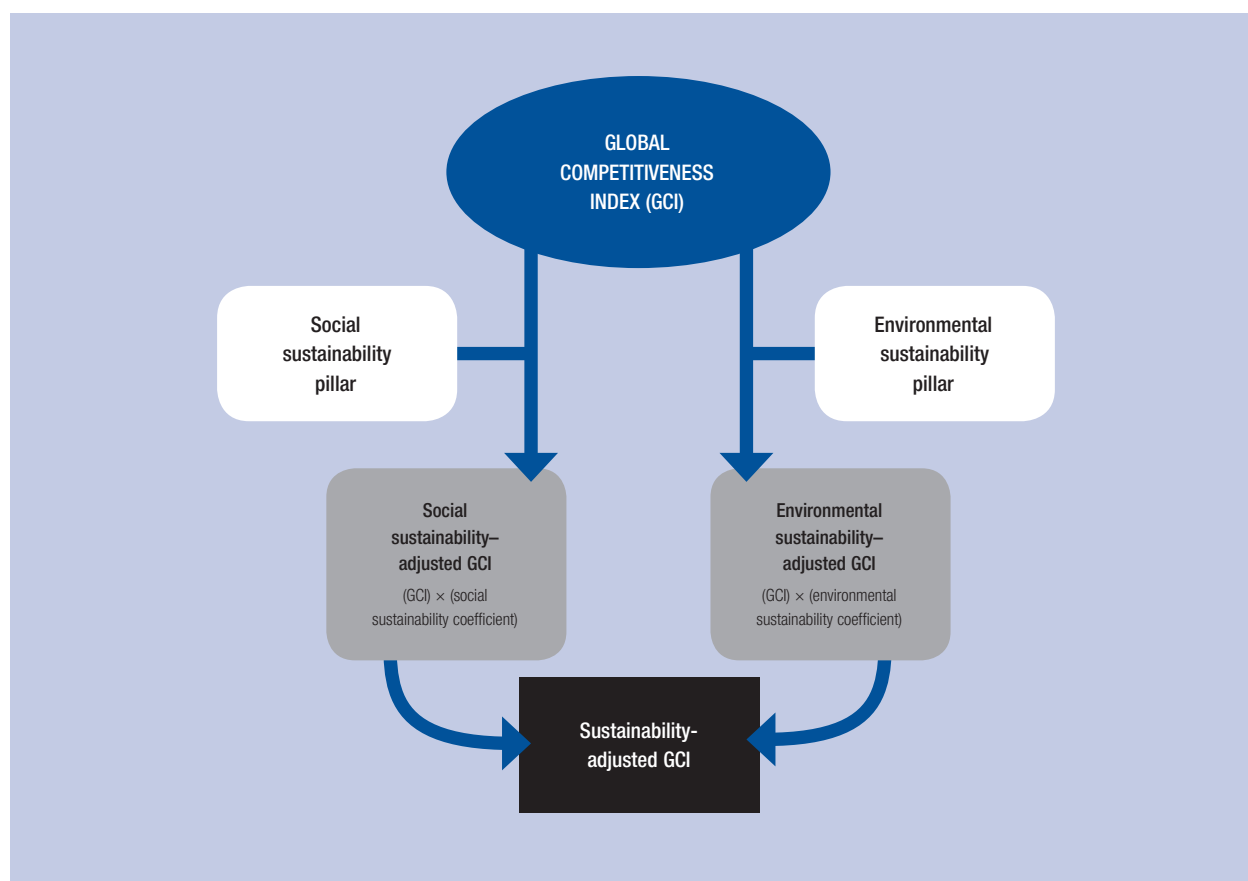 GLOBAL
COMPETITIVENESS
INDEX (GCI)
Social
sustainability
pillar
Environmental
sustainability
pillar
Social
sustainability–
adjusted GCI
(GCI) × (social
sustainability coefficient)
Environmental
sustainability–
adjusted GCI
(GCI) × (environmental
sustainability coefficient)
Sustainability-
adjusted GCI